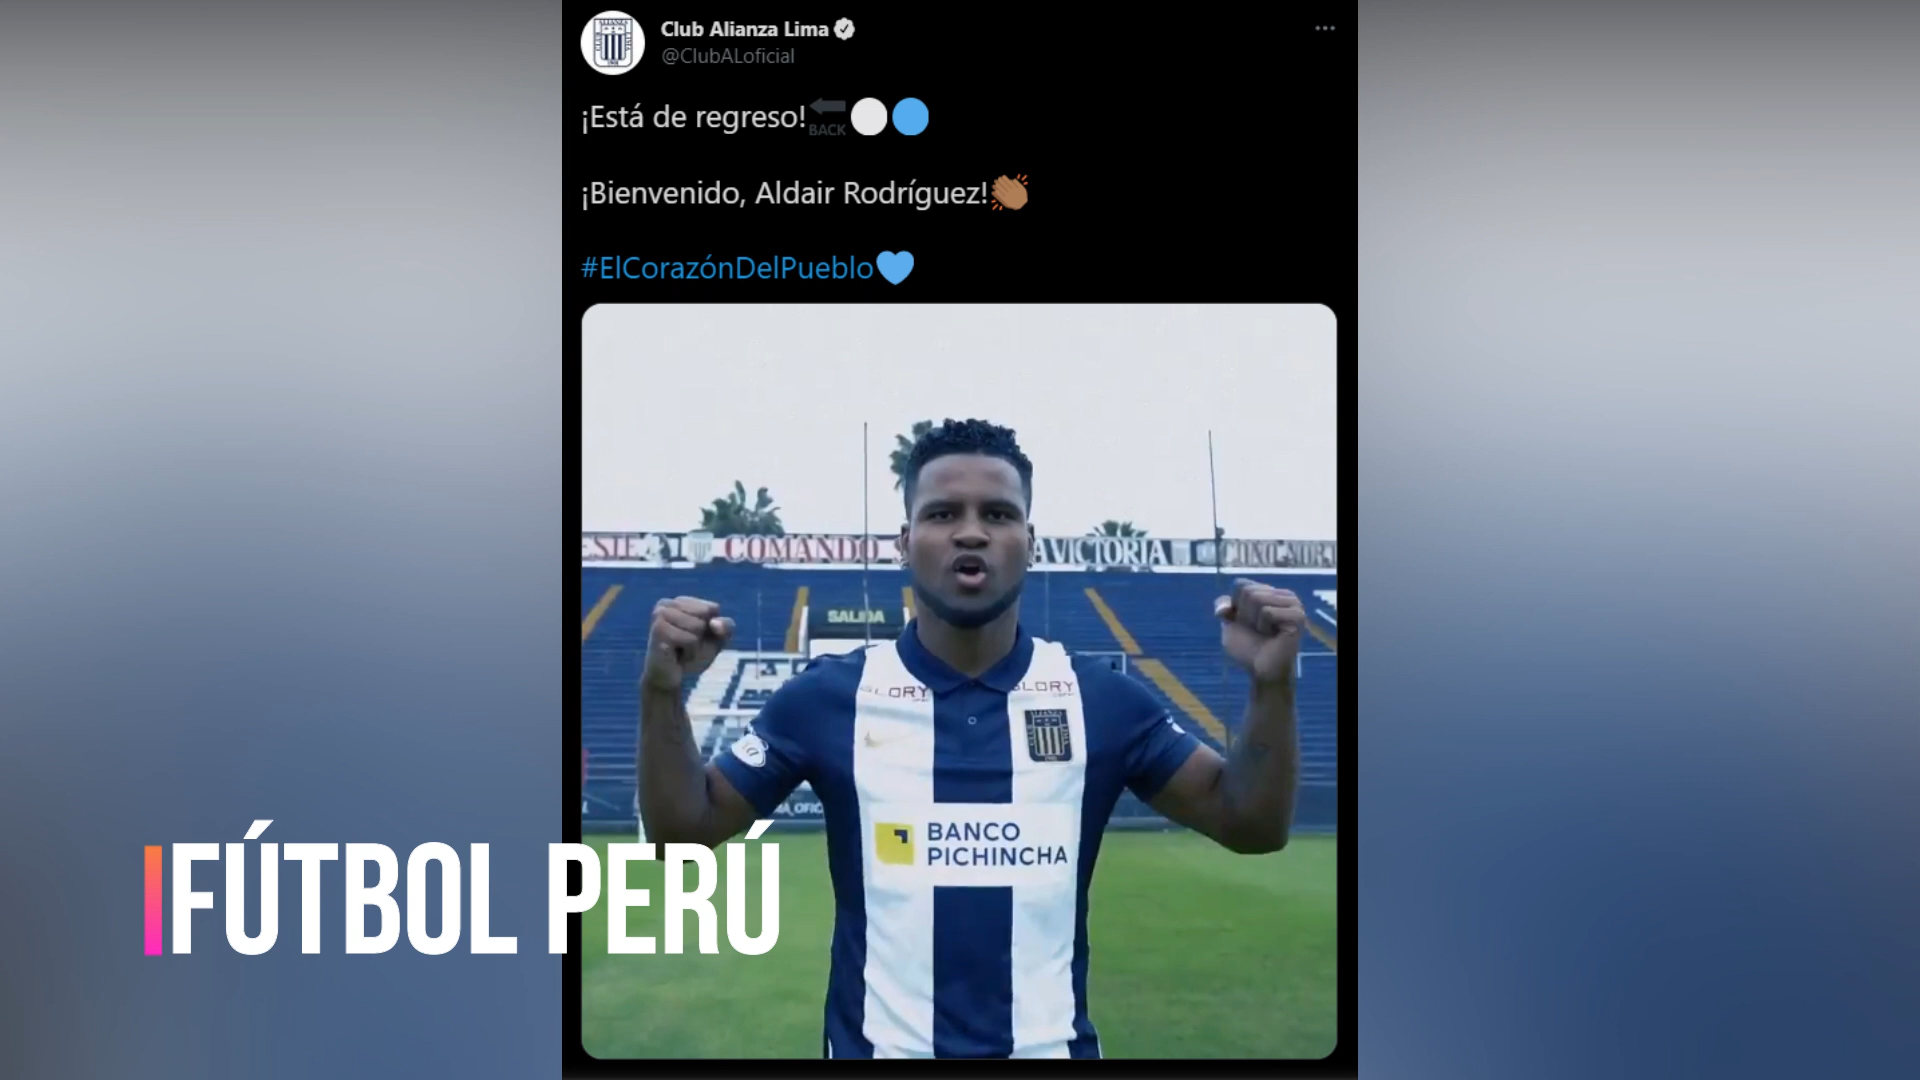 Club Alianza Lima
@ClubALoficial
¡Está de regreso!
BACK
¡Bienvenido, Aldair Rodríguez!
#ElCorazónDelPueblo
COMANDO
A VICTORIA
SALIDA
GLORY
GLORY
BANCO
PICHINCHA
FÚTBOL PERÚ